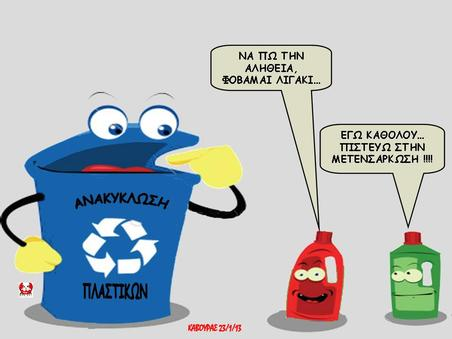 ΝΑ ΠΩ ΤΗΝ
ΑΛΗΘΕΙΑ,
ΦΟΒΑΜΑΙ ΛΙΓΑΚΙ...
ΕΓΩ ΚΑΘΟΛΟΥ...
ΠΙΣΤΕΥΩ ΣΤΗΝ
ΜΕΤΕΝΣΑΡΚΩΣΗ !!!!
ΑΝΑΚΥΚΛΩΣΗ
ΠΛΑΣΤΙΚΩΝ
ΚΑΒΟΥΡΑΣ 23/1/13